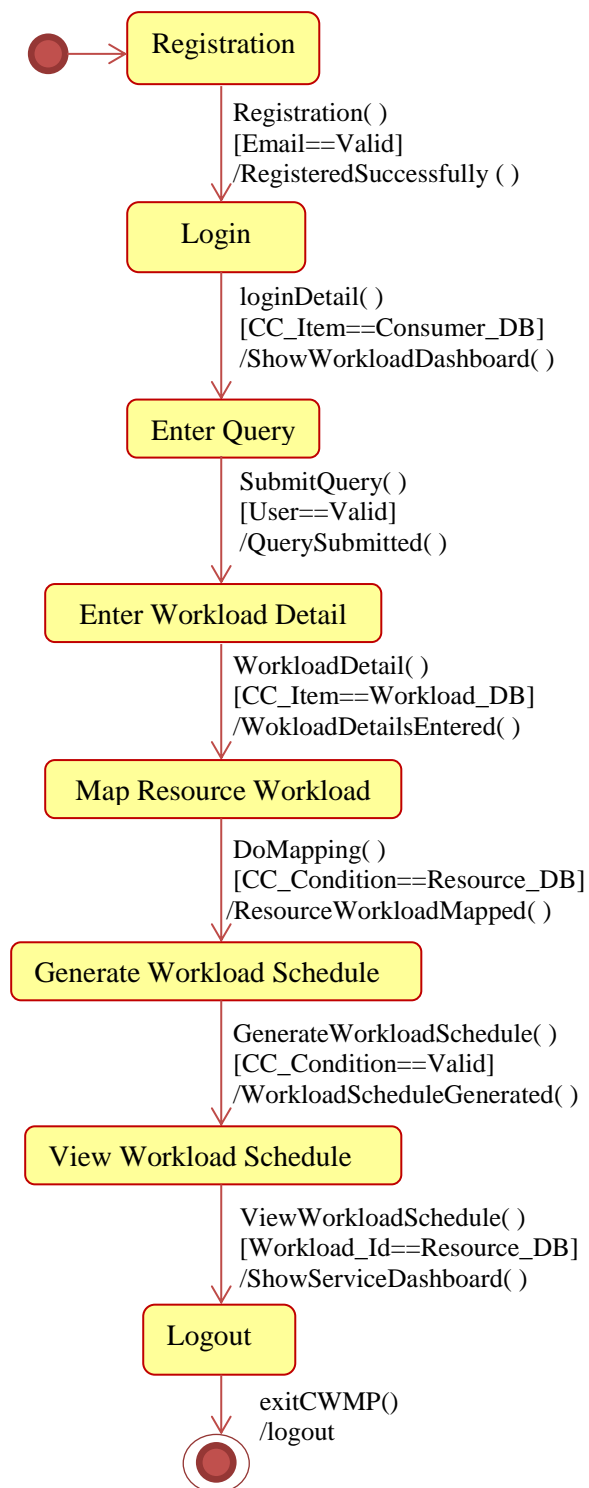 Registration
Registration( )
[Email==Valid]
/RegisteredSuccessfully ( )
Login
loginDetail( )
[CC_Item==Consumer_DB]
/ShowWorkloadDashboard( )
Enter Query
SubmitQuery( )
[User==Valid]
/QuerySubmitted( )
Enter Workload Detail
WorkloadDetail( )
[CC_Item==Workload_DB]
/WokloadDetailsEntered( )
Map Resource Workload
DoMapping( )
[CC_Condition==Resource_DB]
/ResourceWorkloadMapped( )
Generate Workload Schedule
GenerateWorkloadSchedule( )
[CC_Condition==Valid]
/WorkloadScheduleGenerated( )
View Workload Schedule
ViewWorkloadSchedule( )
[Workload_Id==Resource_DB]
/ShowServiceDashboard( )
Logout
exitCWMP()
/logout